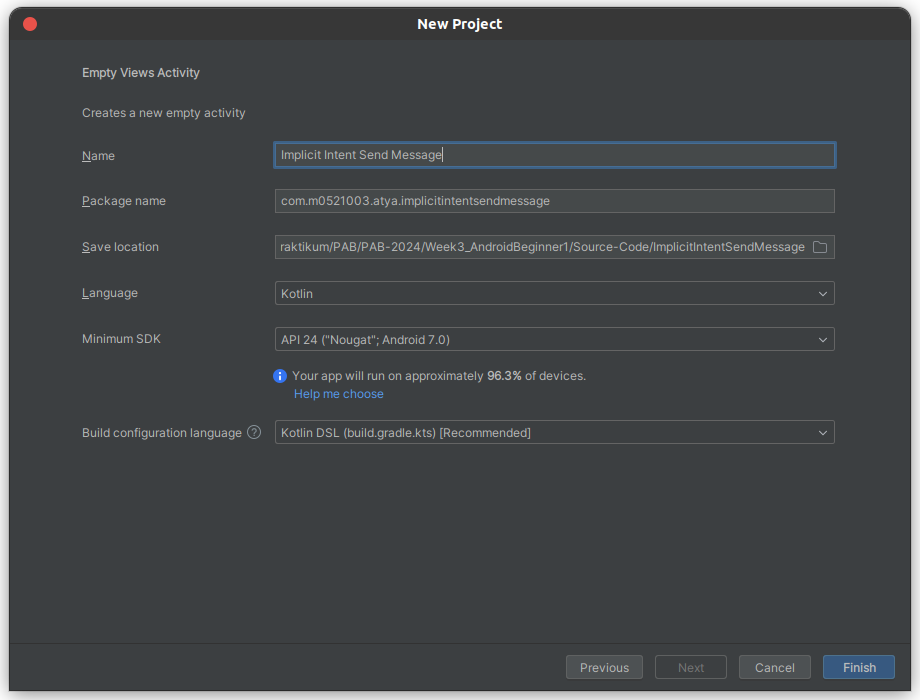 New Project
Empty Views Activity
Creates a new empty activity
Name
Implicit Intent Send Message
Package name
com.m0521003.atya.implicitintentsendmessage
Save location
raktikum/PAB/PAB-2024/Week3_AndroidBeginner1/Source-Code/ImplicitIntentSendMessage
Language
Kotlin
Minimum SDK
API 24 ("Nougat"; Android 7.0)
Your app will run on approximately 96.3% of devices.
Help me choose
Build configuration language ?
Kotlin DSL (build.gradle.kts) [Recommended]
Previous
Next
Cancel
Finish